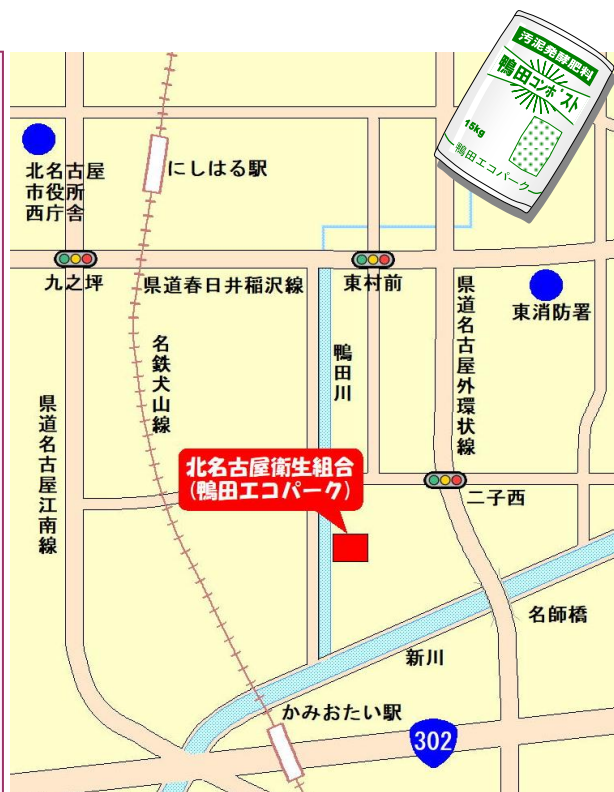 汚泥発酵肥料
鴨田コンポスト
15kg
鴨田エコパーク
北名古屋
市役所
西庁舎
にしはる駅
九之坪
県道春日井稲沢線
東村前
東消防署
県道名古屋外環状線
鴨田川
名鉄犬山線
県道名古屋江南線
北名古屋衛生組合
(鴨田エコパーク)
二子西
名師橋
新川
かみおたい駅
302